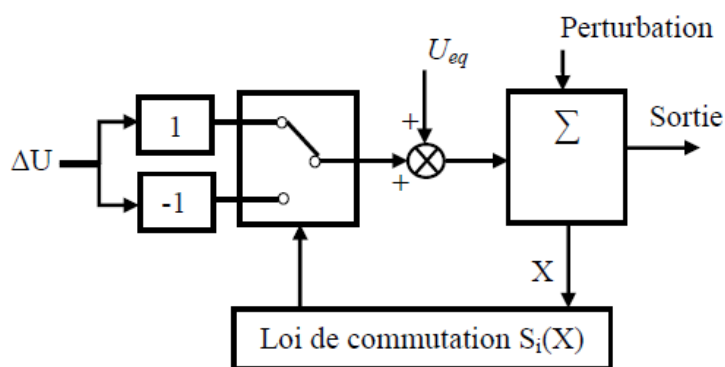 Perturbation
U_eq
1
+
∑
Sortie
ΔU
+
-1
X
Loi de commutation S_i(X)